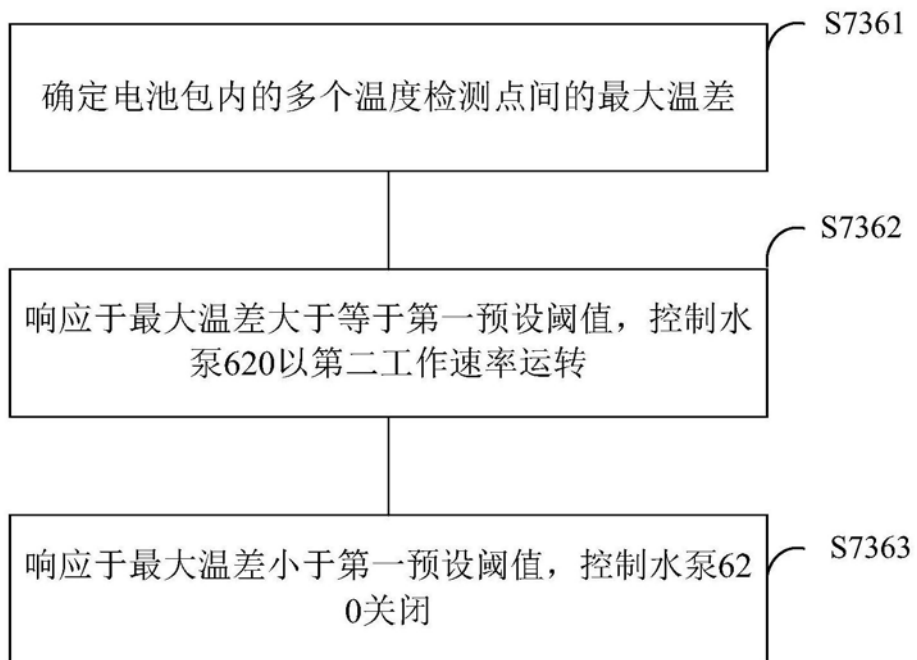 S7361
确定电池包内的多个温度检测点间的最大温差
S7362
响应于最大温差大于等于第一预设阈值，控制水
泵620以第二工作速率运转
S7363
响应于最大温差小于第一预设阈值，控制水泵62
0关闭